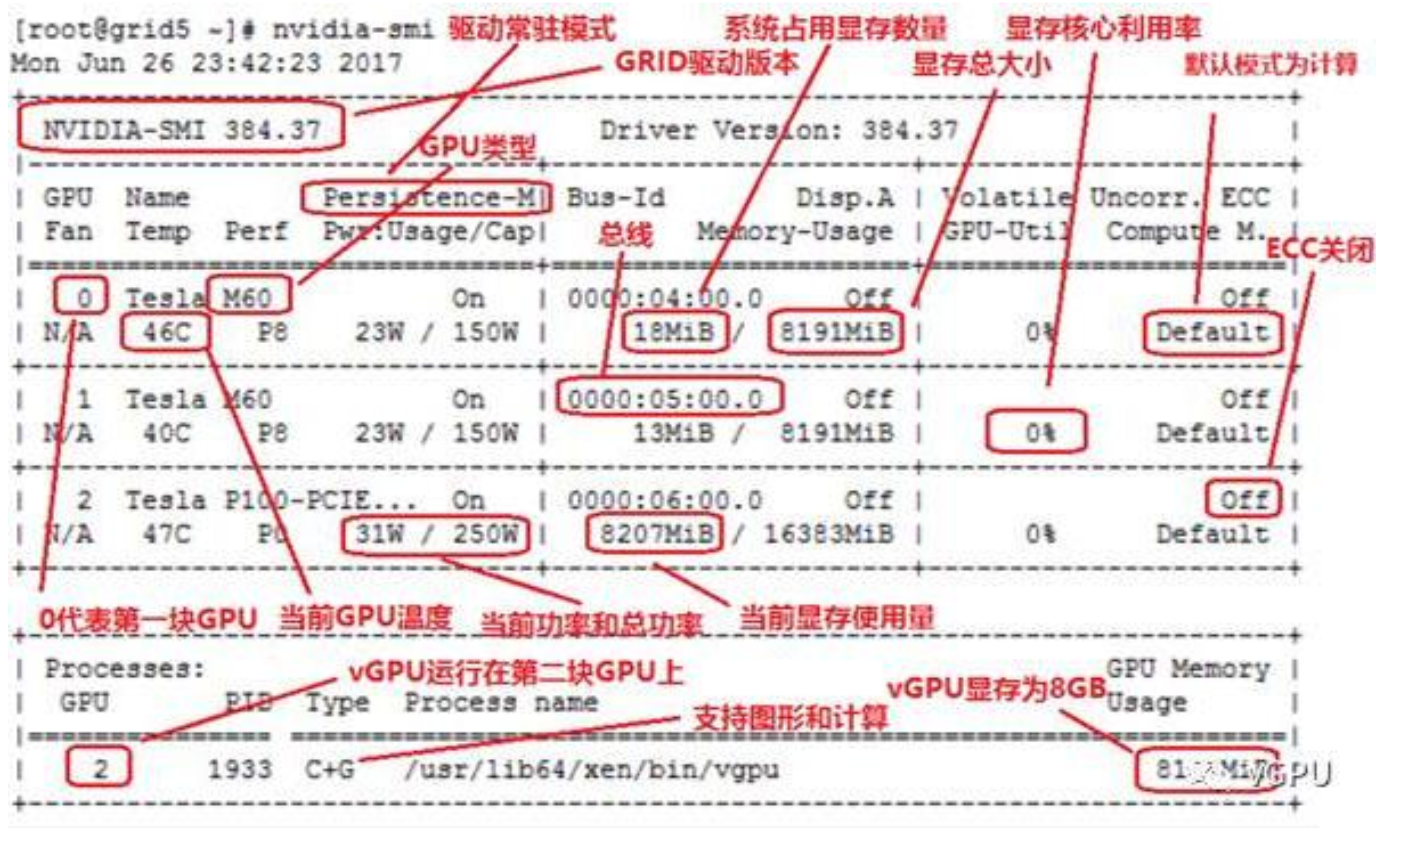 [root@grid5 ~]# nvidia-smi 驱动常驻模式 系统占用显存数量 显存核心利用率
Mon Jun 26 23:42:23 2017 GRID驱动版本 显存总大小 默认模式为计算
NVIDIA-SMI 384.37 Driver Version: 384.37
GPU类型
GPU Name Persistence-M| Bus-Id Disp.A | Volatile Uncorr. ECC |
Fan Temp Perf Pwr:Usage/Cap| 总线 Memory-Usage | GPU-Util Compute M. |
ECC关闭
| 0 Tesla M60 On | 0000:04:00.0 Off | Off |
| N/A 46C P8 23W / 150W | 18MiB / 8191MiB | 0% Default |
| 1 Tesla M60 On | 0000:05:00.0 Off | Off |
| N/A 40C P8 23W / 150W | 13MiB / 8191MiB | 0% Default |
| 2 Tesla P100-PCIE... On | 0000:06:00.0 Off | Off |
| N/A 47C P0 31W / 250W | 8207MiB / 16383MiB | 0% Default |
0代表第一块GPU 当前GPU温度 当前功率和总功率 当前显存使用量
| Processes: GPU Memory |
vGPU运行在第二块GPU上 vGPU显存为8GB
| GPU PID Type Process name Usage |
支持图形和计算
| 2 1933 C+G /usr/lib64/xen/bin/vgpu
vGPU